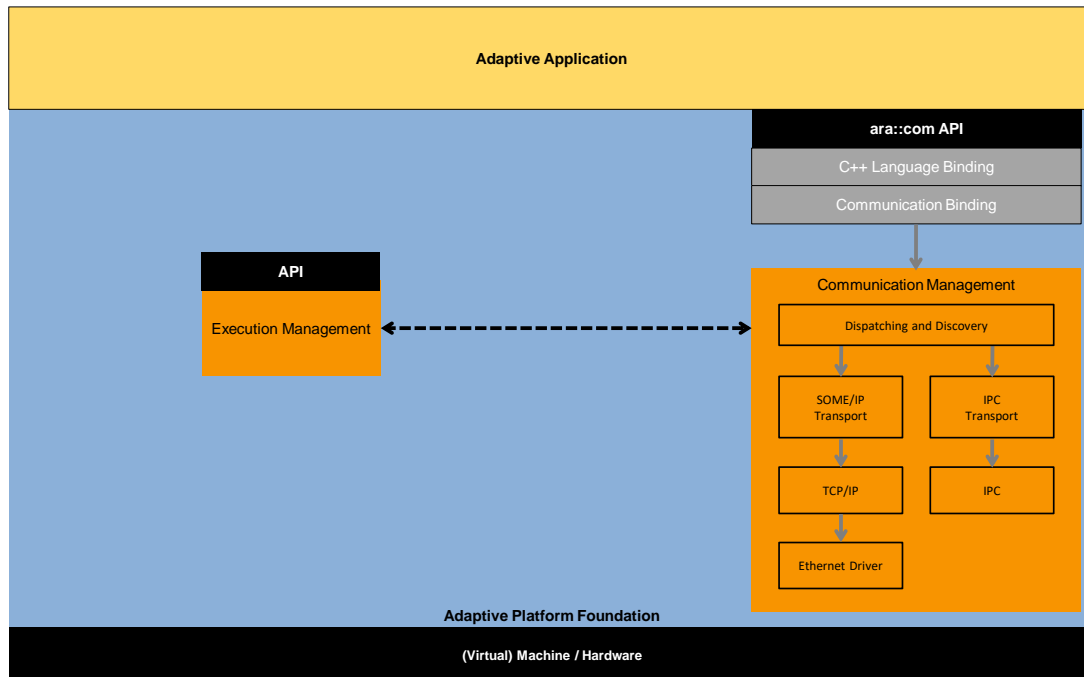 Adaptive Application
ara::com API
C++ Language Binding
Communication Binding
API
Execution Management
Communication Management
Dispatching and Discovery
SOME/IP
Transport
IPC
Transport
TCP/IP
IPC
Ethernet Driver
Adaptive Platform Foundation
(Virtual) Machine / Hardware